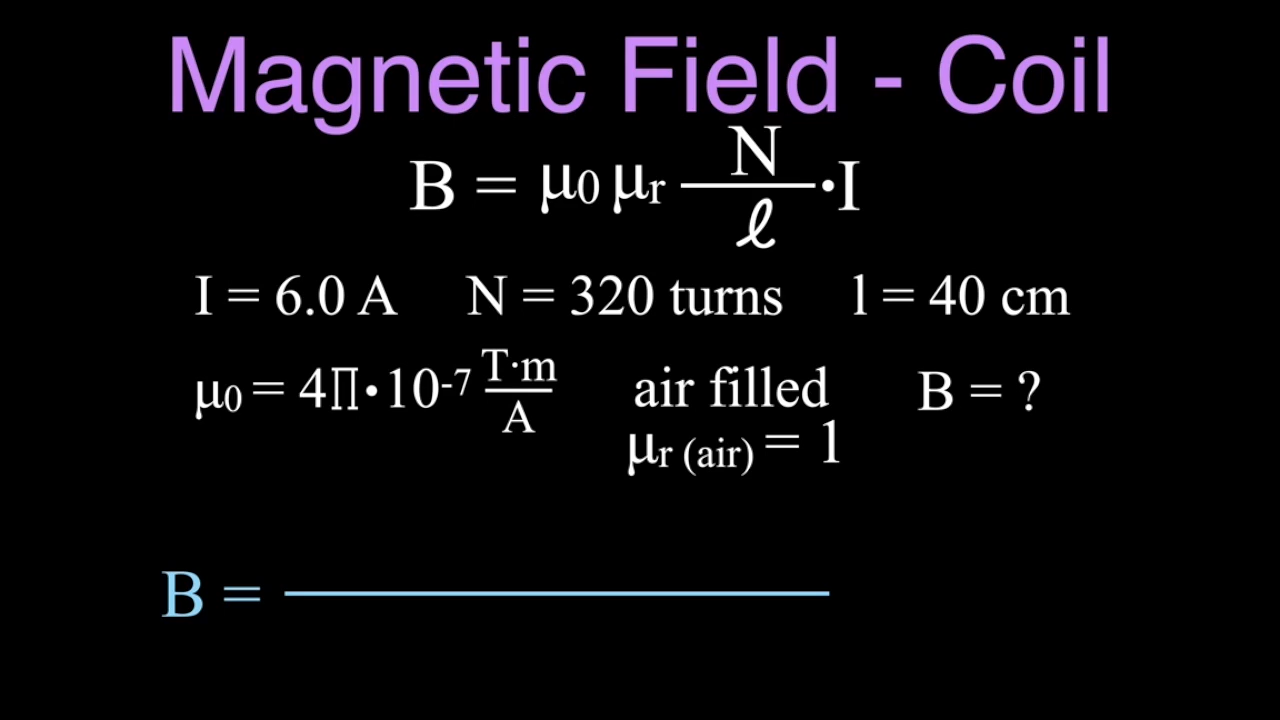 Magnetic Field - Coil
B = μ0 μr N/ℓ · I
I = 6.0 A N = 320 turns l = 40 cm
μ0 = 4∏·10-7 T·m/A air filled B = ?
μr (air) = 1
B =